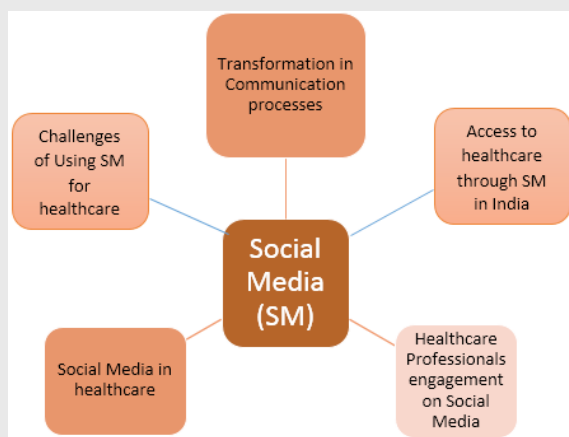 Transformation in
Communication
processes
Challenges
of Using SM
for
healthcare
Access to
healthcare
through SM
in India
Social
Media
(SM)
Social Media in
healthcare
Healthcare
Professionals
engagement
on Social
Media